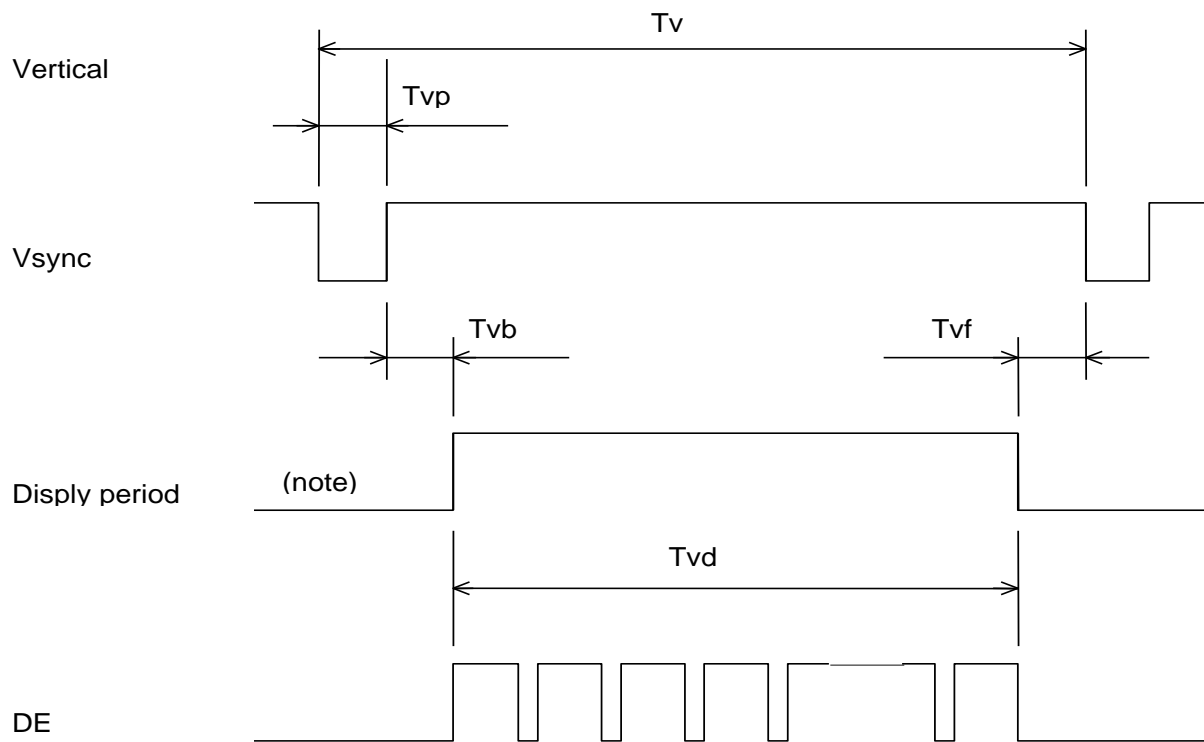 Tv
Vertical
Tvp
Vsync
Tvb
Tvf
(note)
Disply period
Tvd
DE